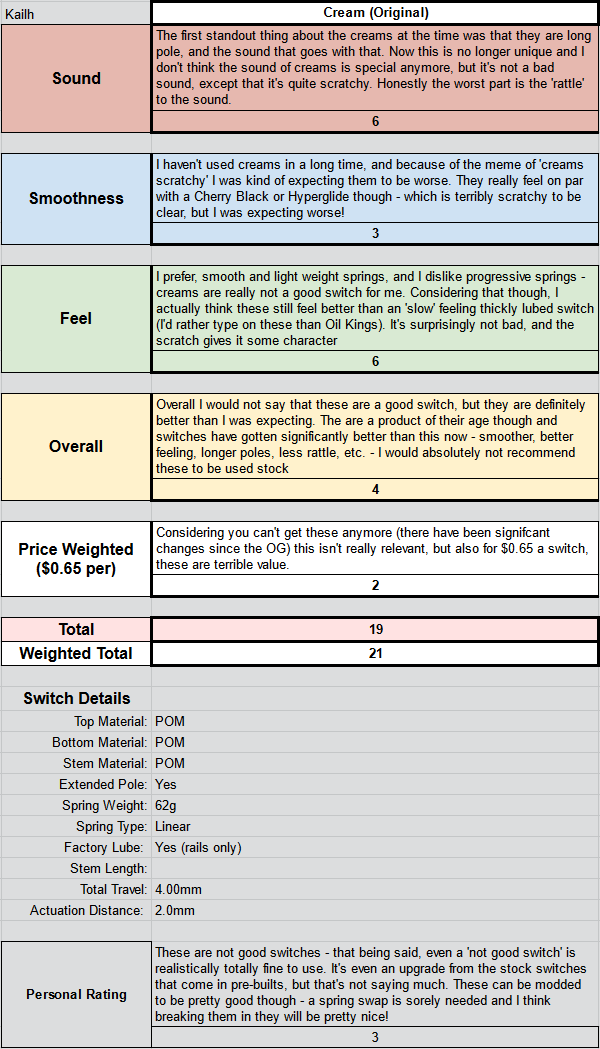 Kailh
Cream (Original)
Sound
The first standout thing about the creams at the time was that they are long
pole, and the sound that goes with that. Now this is no longer unique and I
don't think the sound of creams is special anymore, but it's not a bad
sound, except that it's quite scratchy. Honestly the worst part is the 'rattle'
to the sound.
6
Smoothness
I haven't used creams in a long time, and because of the meme of 'creams
scratchy' I was kind of expecting them to be worse. They really feel on par
with a Cherry Black or Hyperglide though - which is terribly scratchy to be
clear, but I was expecting worse!
3
Feel
I prefer, smooth and light weight springs, and I dislike progressive springs -
creams are really not a good switch for me. Considering that though, I
actually think these still feel better than an 'slow' feeling thickly lubed switch
(I'd rather type on these than Oil Kings). It's surprisingly not bad, and the
scratch gives it some character
6
Overall
Overall I would not say that these are a good switch, but they are definitely
better than I was expecting. The are a product of their age though and
switches have gotten significantly better than this now - smoother, better
feeling, longer poles, less rattle, etc. - I would absolutely not recommend
these to be used stock
4
Price Weighted
($0.65 per)
Considering you can't get these anymore (there have been signifcant
changes since the OG) this isn't really relevant, but also for $0.65 a switch,
these are terrible value.
2
Total
19
Weighted Total
21
Switch Details
Top Material: POM
Bottom Material: POM
Stem Material: POM
Extended Pole: Yes
Spring Weight: 62g
Spring Type: Linear
Factory Lube: Yes (rails only)
Stem Length:
Total Travel: 4.00mm
Actuation Distance: 2.0mm
Personal Rating
These are not good switches - that being said, even a 'not good switch' is
realistically totally fine to use. It's even an upgrade from the stock switches
that come in pre-builts, but that's not saying much. These can be modded
to be pretty good though - a spring swap is sorely needed and I think
breaking them in they will be pretty nice!
3